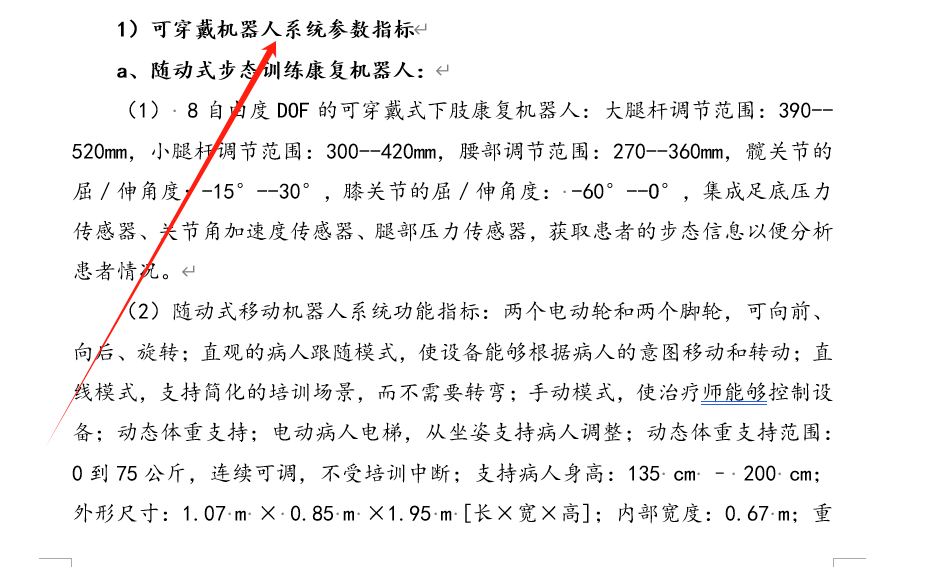 1）可穿戴机器人系统参数指标
a、随动式步态训练康复机器人：
（1） 8自由度DOF的可穿戴式下肢康复机器人：大腿杆调节范围：390--
520mm，小腿杆调节范围：300--420mm，腰部调节范围：270--360mm，髋关节的
屈/伸角度：-15°--30°，膝关节的屈/伸角度： -60°--0°，集成足底压力
传感器、关节角加速度传感器、腿部压力传感器，获取患者的步态信息以便分析
患者情况。
（2）随动式移动机器人系统功能指标：两个电动轮和两个脚轮，可向前、
向后、旋转；直观的病人跟随模式，使设备能够根据病人的意图移动和转动；直
线模式，支持简化的培训场景，而不需要转弯；手动模式，使治疗师能够控制设
备；动态体重支持；电动病人电梯，从坐姿支持病人调整；动态体重支持范围：
0到75公斤，连续可调，不受培训中断；支持病人身高：135 cm – 200 cm；
外形尺寸：1.07 m × 0.85 m ×1.95 m [长×宽×高]；内部宽度：0.67 m；重